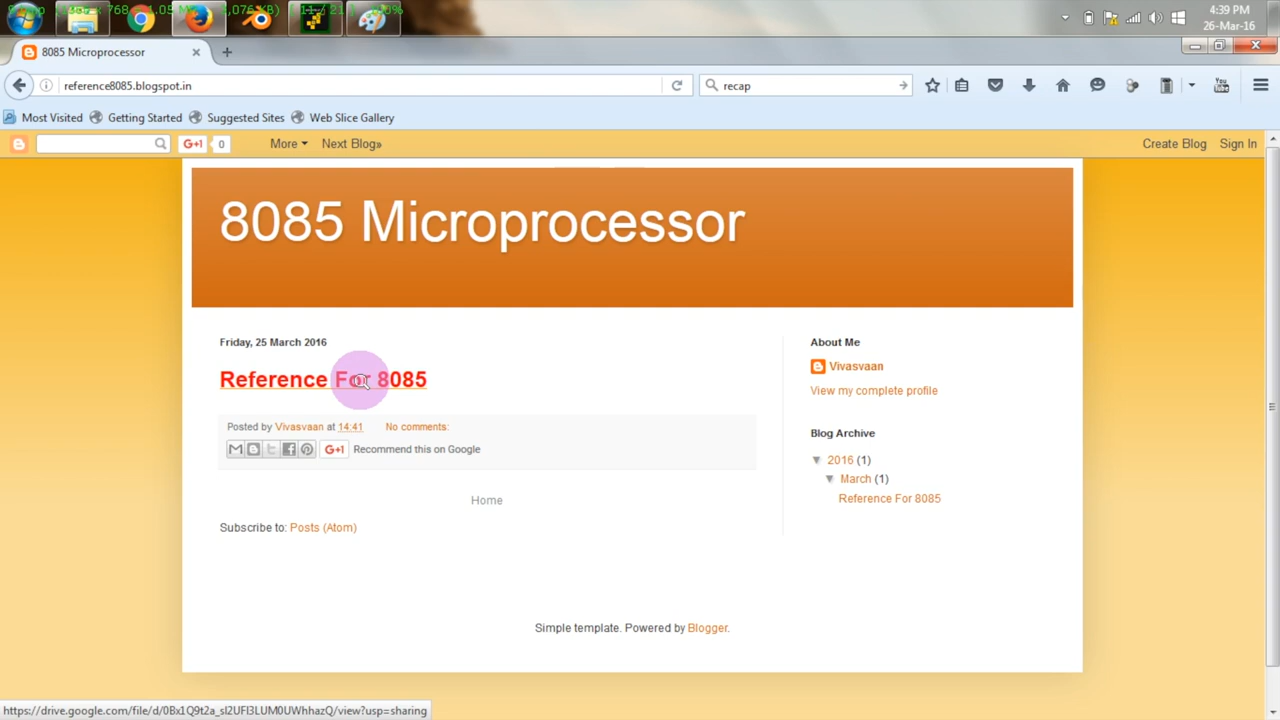 4:39 PM
26-Mar-16
8085 Microprocessor
reference8085.blogspot.in
recap
Most Visited Getting Started Suggested Sites Web Slice Gallery
G+1 0 More Next Blog» Create Blog Sign In
8085 Microprocessor
Friday, 25 March 2016
Reference For 8085
Posted by Vivasvaan at 14:41 No comments:
G+1 Recommend this on Google
Home
Subscribe to: Posts (Atom)
About Me
Vivasvaan
View my complete profile
Blog Archive
▼ 2016 (1)
▼ March (1)
Reference For 8085
Simple template. Powered by Blogger.
https://drive.google.com/file/d/0Bx1Q9t2a_sI2UFI3LUM0UWhhazQ/view?usp=sharing